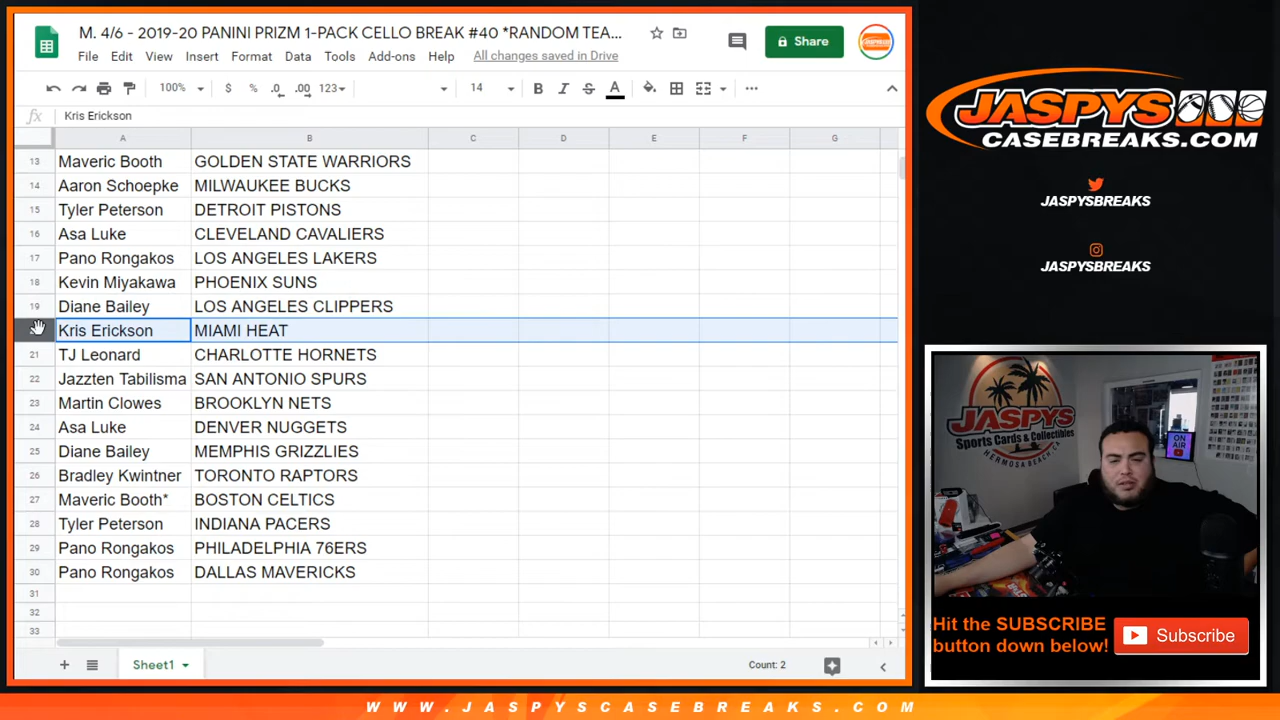 M. 4/6 - 2019-20 PANINI PRIZM 1-PACK CELLO BREAK #40 *RANDOM TEA...
File Edit View Insert Format Data Tools Add-ons Help All changes saved in Drive
Share
100% $ % .0 .00 123 14 B I S A
fx Kris Erickson
A B C D E F G
13 Maveric Booth GOLDEN STATE WARRIORS
14 Aaron Schoepke MILWAUKEE BUCKS
15 Tyler Peterson DETROIT PISTONS
16 Asa Luke CLEVELAND CAVALIERS
17 Pano Rongakos LOS ANGELES LAKERS
18 Kevin Miyakawa PHOENIX SUNS
19 Diane Bailey LOS ANGELES CLIPPERS
Kris Erickson MIAMI HEAT
21 TJ Leonard CHARLOTTE HORNETS
22 Jazzten Tabilisma SAN ANTONIO SPURS
23 Martin Clowes BROOKLYN NETS
24 Asa Luke DENVER NUGGETS
25 Diane Bailey MEMPHIS GRIZZLIES
26 Bradley Kwintner TORONTO RAPTORS
27 Maveric Booth* BOSTON CELTICS
28 Tyler Peterson INDIANA PACERS
29 Pano Rongakos PHILADELPHIA 76ERS
30 Pano Rongakos DALLAS MAVERICKS
31
32
33
Sheet1 Count: 2
JASPYS
CASEBREAKS.COM
JASPYSBREAKS
JASPYSBREAKS
JASPYS
Sports Cards & Collectibles
HERMOSA BEACH, CA
ON AIR
Hit the SUBSCRIBE
button down below!
Subscribe
WWW.JASPYSCASEBREAKS.COM